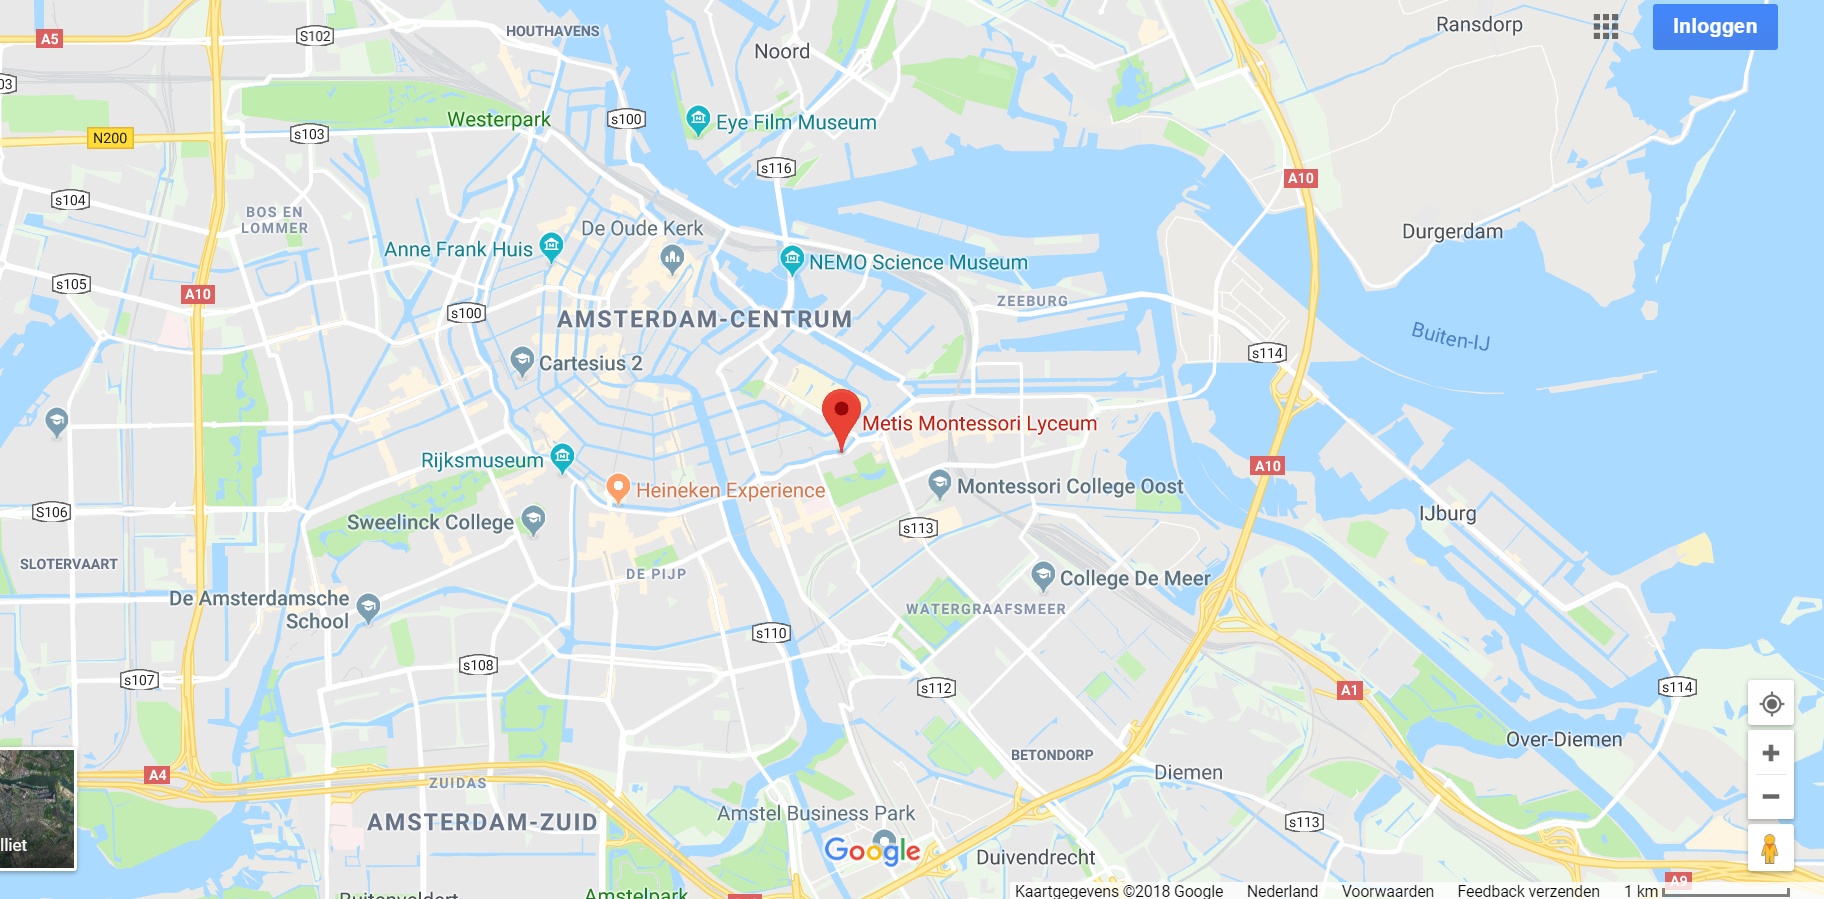 A5
S102
HOUTHAVENS
Noord
Ransdorp
Inloggen
03
N200
s103
Westerpark
s100
Eye Film Museum
s116
A10
s104
BOS EN
LOMMER
De Oude Kerk
Durgerdam
Anne Frank Huis
NEMO Science Museum
s105
A10
s100
ZEEBURG
AMSTERDAM-CENTRUM
Buiten-IJ
s114
Cartesius 2
Metis Montessori Lyceum
Rijksmuseum
A10
Heineken Experience
Montessori College Oost
S106
Sweelinck College
s113
IJburg
SLOTERVAART
DE PIJP
College De Meer
De Amsterdamsche
School
WATERGRAAFSMEER
s110
s108
s107
s112
A1
s114
Over-Diemen
BETONDORP
A4
ZUIDAS
Diemen
Amstel Business Park
AMSTERDAM-ZUID
s113
lliet
Google
Duivendrecht
A9
Buitenveldert
Amstelpark
Kaartgegevens ©2018 Google Nederland Voorwaarden Feedback verzenden 1 km